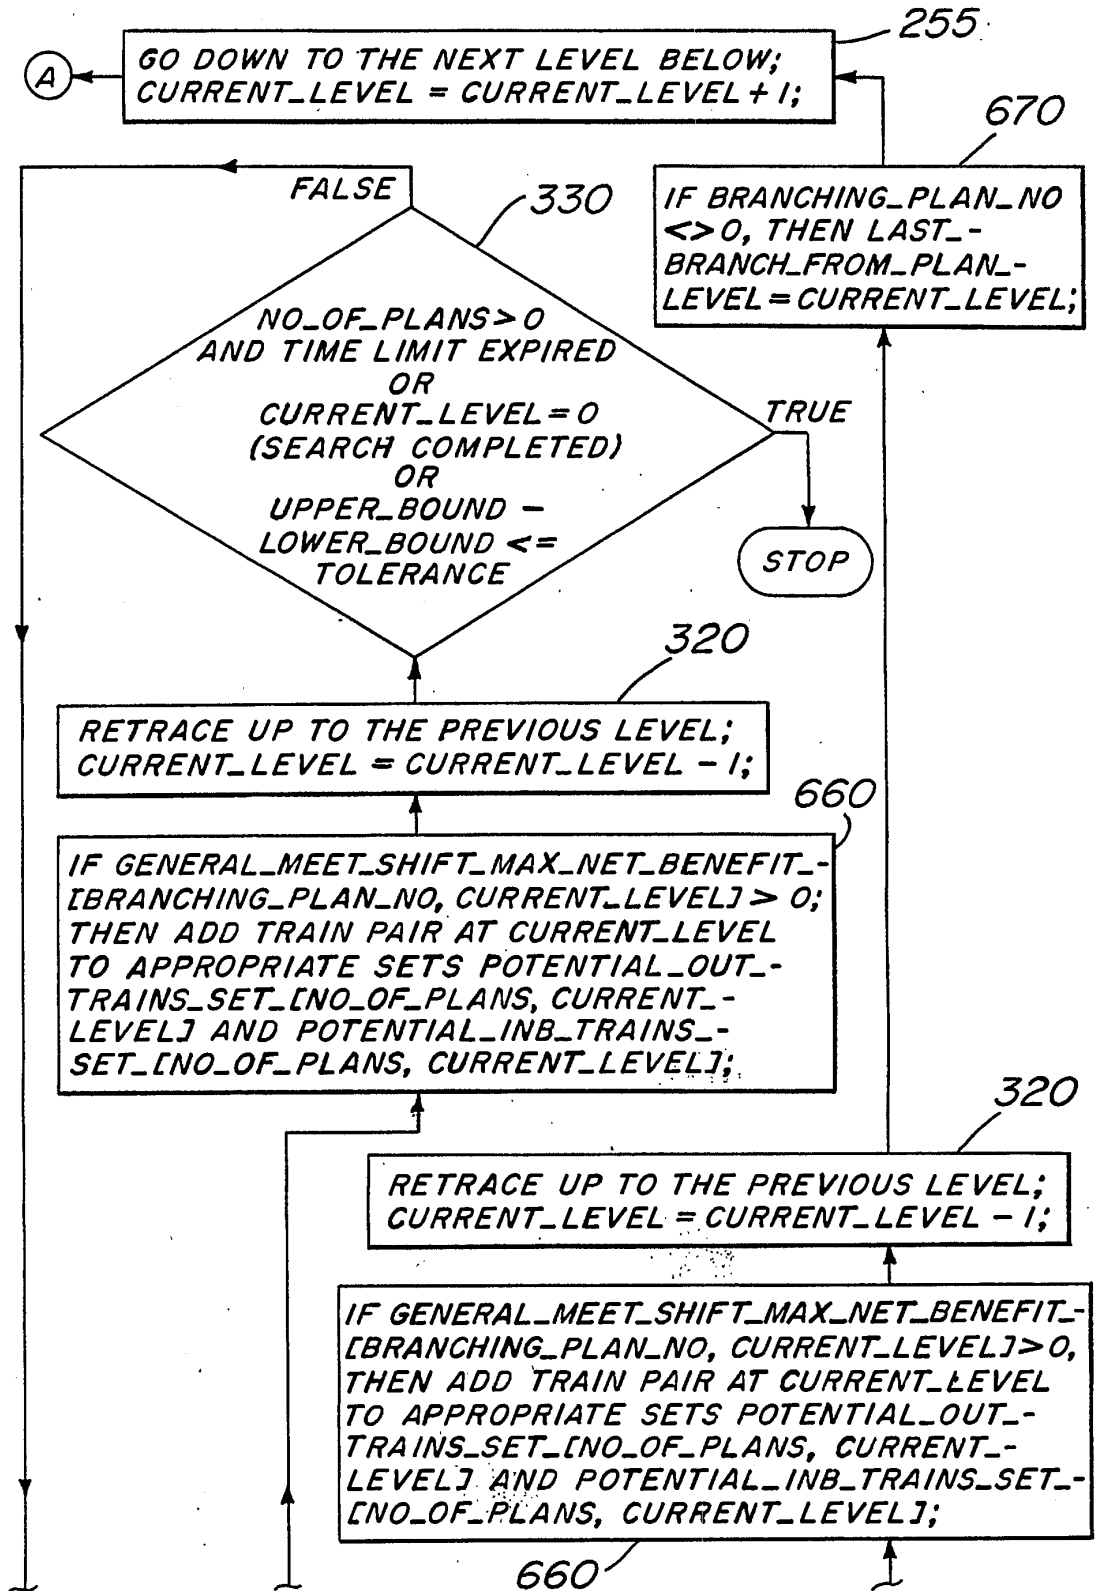 255
GO DOWN TO THE NEXT LEVEL BELOW;
CURRENT_LEVEL = CURRENT_LEVEL + 1;
A
670
IF BRANCHING_PLAN_NO
<> 0, THEN LAST_-
BRANCH_FROM_PLAN_-
LEVEL = CURRENT_LEVEL;
FALSE
330
NO_OF_PLANS > 0
AND TIME LIMIT EXPIRED
OR
CURRENT_LEVEL = 0
(SEARCH COMPLETED)
OR
UPPER_BOUND -
LOWER_BOUND <=
TOLERANCE
TRUE
STOP
320
RETRACE UP TO THE PREVIOUS LEVEL;
CURRENT_LEVEL = CURRENT_LEVEL - 1;
660
IF GENERAL_MEET_SHIFT_MAX_NET_BENEFIT_-
[BRANCHING_PLAN_NO, CURRENT_LEVEL] > 0;
THEN ADD TRAIN PAIR AT CURRENT_LEVEL
TO APPROPRIATE SETS POTENTIAL_OUT_-
TRAINS_SET_[NO_OF_PLANS, CURRENT_-
LEVEL] AND POTENTIAL_INB_TRAINS_-
SET_[NO_OF_PLANS, CURRENT_LEVEL];
320
RETRACE UP TO THE PREVIOUS LEVEL;
CURRENT_LEVEL = CURRENT_LEVEL - 1;
IF GENERAL_MEET_SHIFT_MAX_NET_BENEFIT_-
[BRANCHING_PLAN_NO, CURRENT_LEVEL] > 0,
THEN ADD TRAIN PAIR AT CURRENT_LEVEL
TO APPROPRIATE SETS POTENTIAL_OUT_-
TRAINS_SET_[NO_OF_PLANS, CURRENT_-
LEVEL] AND POTENTIAL_INB_TRAINS_SET_-
[NO_OF_PLANS, CURRENT_LEVEL];
660